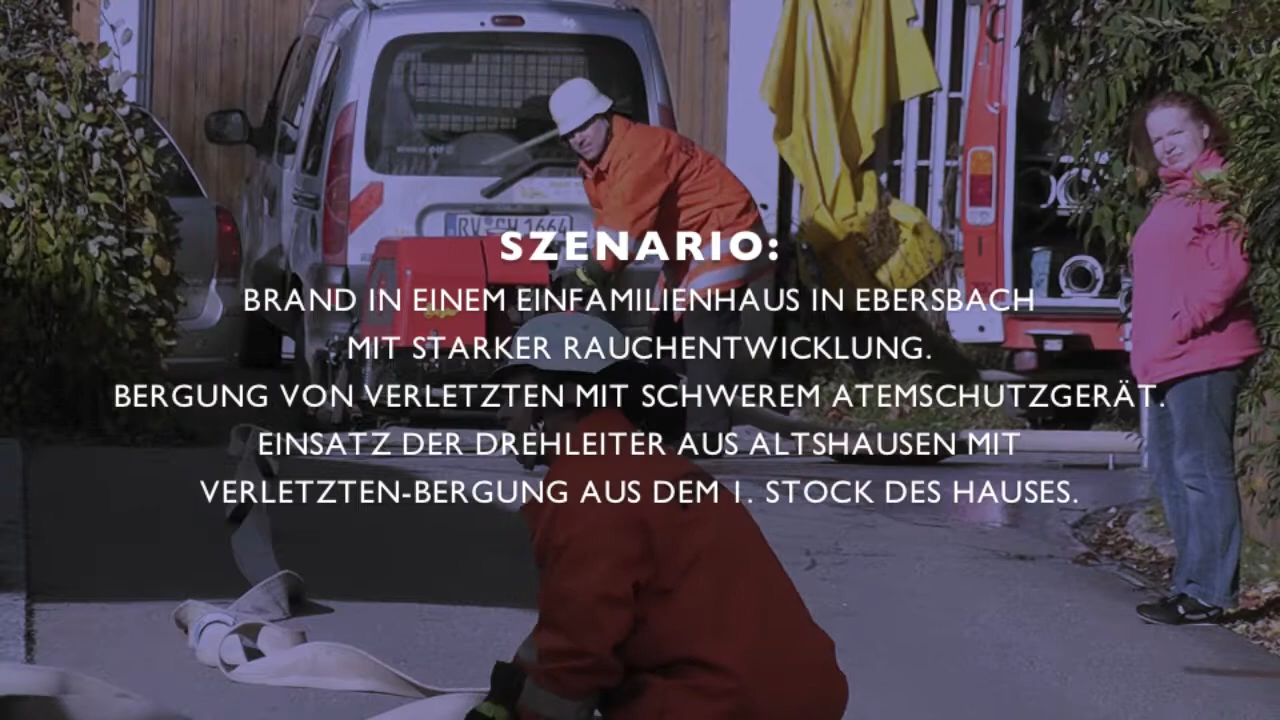 SZENARIO:
BRAND IN EINEM EINFAMILIENHAUS IN EBERSBACH
MIT STARKER RAUCHENTWICKLUNG.
BERGUNG VON VERLETZTEN MIT SCHWEREM ATEMSCHUTZGERÄT.
EINSATZ DER DREHLEITER AUS ALTSHAUSEN MIT
VERLETZTEN-BERGUNG AUS DEM 1. STOCK DES HAUSES.